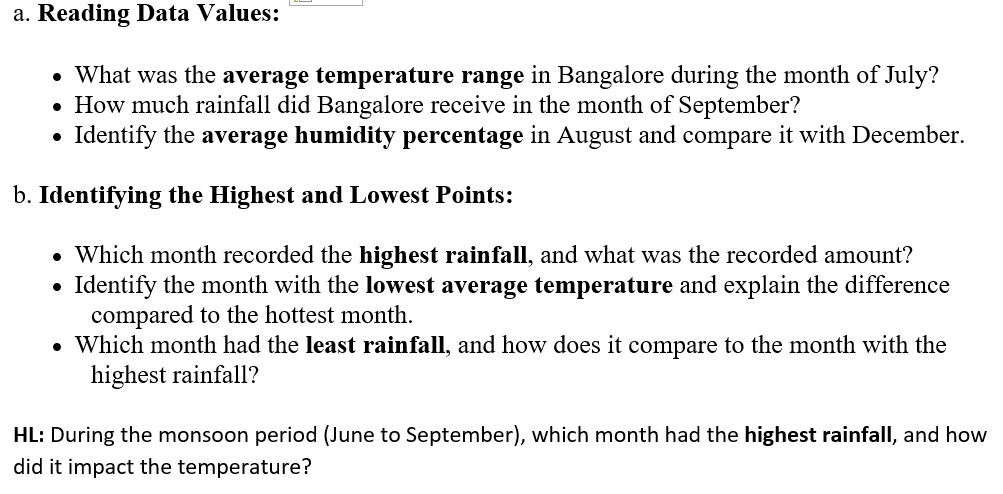 a. Reading Data Values:
• What was the average temperature range in Bangalore during the month of July?
• How much rainfall did Bangalore receive in the month of September?
• Identify the average humidity percentage in August and compare it with December.
b. Identifying the Highest and Lowest Points:
• Which month recorded the highest rainfall, and what was the recorded amount?
• Identify the month with the lowest average temperature and explain the difference
compared to the hottest month.
• Which month had the least rainfall, and how does it compare to the month with the
highest rainfall?
HL: During the monsoon period (June to September), which month had the highest rainfall, and how
did it impact the temperature?